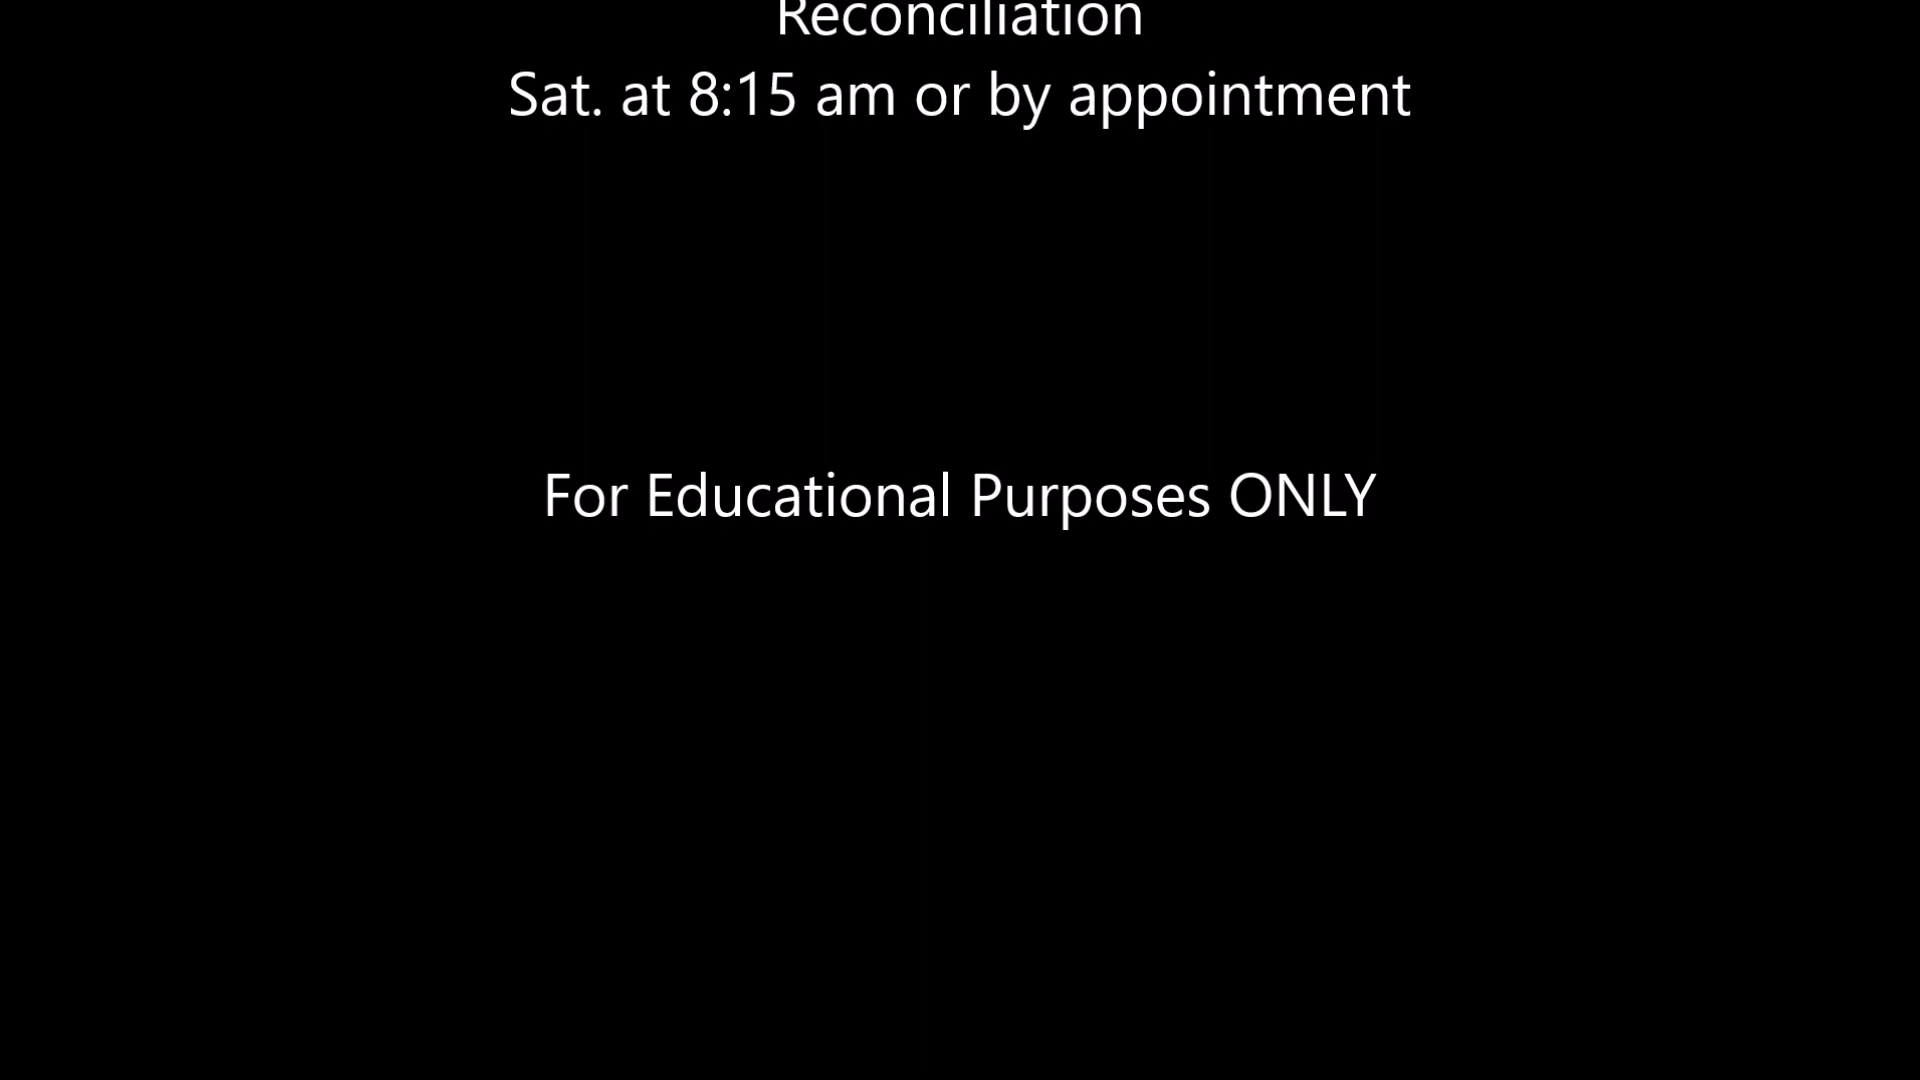 Reconciliation
Sat. at 8:15 am or by appointment
For Educational Purposes ONLY